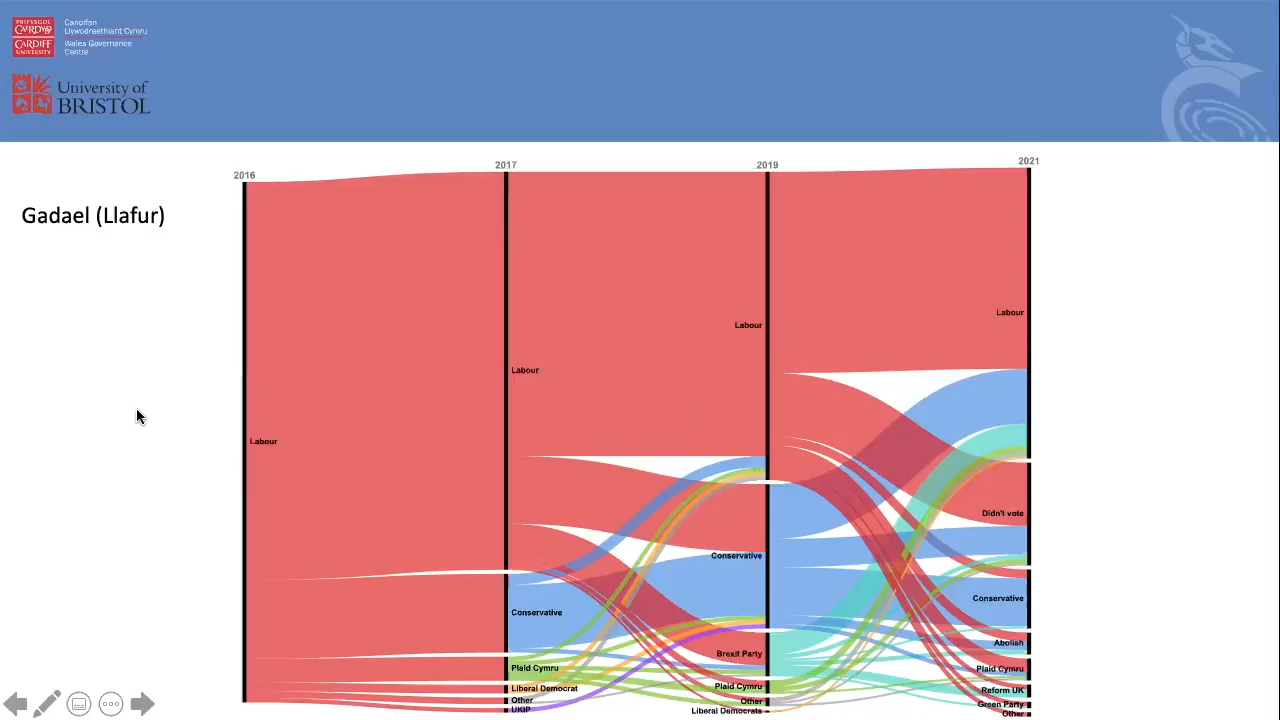 PRIFYSGOL
CAERDYDD
CARDIFF
UNIVERSITY
Canolfan
Llywodraethiant Cymru
Wales Governance
Centre
University of
BRISTOL
Gadael (Llafur)
2016
2017
2019
2021
Labour
Labour
Conservative
Plaid Cymru
Liberal Democrat
Other
UKIP
Labour
Conservative
Brexit Party
Plaid Cymru
Other
Liberal Democrats
Labour
Didn't vote
Conservative
Abolish
Plaid Cymru
Reform UK
Green Party
Other